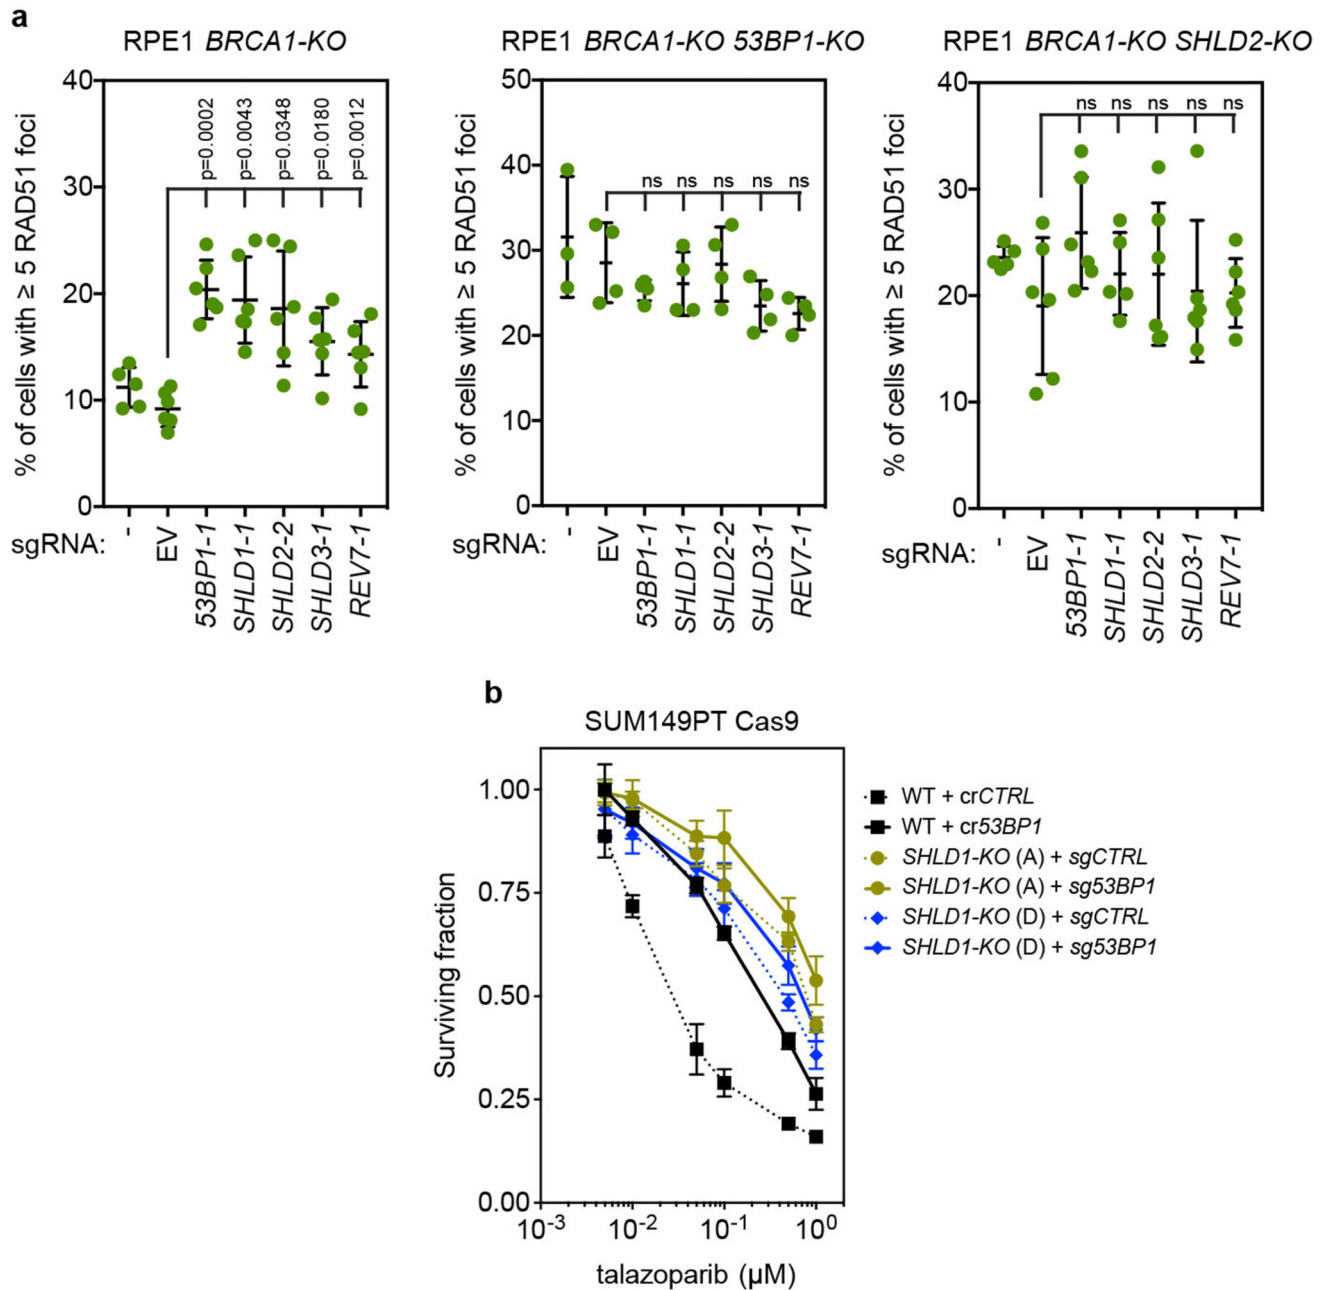 a
RPE1 BRCA1-KO
% of cells with ≥ 5 RAD51 foci
40
30
20
10
0
p=0.0002
p=0.0043
p=0.0348
p=0.0180
p=0.0012
sgRNA:
-
EV
53BP1-1
SHLD1-1
SHLD2-2
SHLD3-1
REV7-1
RPE1 BRCA1-KO 53BP1-KO
% of cells with ≥ 5 RAD51 foci
50
40
30
20
10
0
ns
ns
ns
ns
ns
sgRNA:
-
EV
53BP1-1
SHLD1-1
SHLD2-2
SHLD3-1
REV7-1
RPE1 BRCA1-KO SHLD2-KO
% of cells with ≥ 5 RAD51 foci
40
30
20
10
0
ns
ns
ns
ns
ns
sgRNA:
-
EV
53BP1-1
SHLD1-1
SHLD2-2
SHLD3-1
REV7-1
b
SUM149PT Cas9
Surviving fraction
1.00
0.75
0.50
0.25
0.00
10-3
10-2
10-1
100
talazoparib (μM)
WT + crCTRL
WT + cr53BP1
SHLD1-KO (A) + sgCTRL
SHLD1-KO (A) + sg53BP1
SHLD1-KO (D) + sgCTRL
SHLD1-KO (D) + sg53BP1